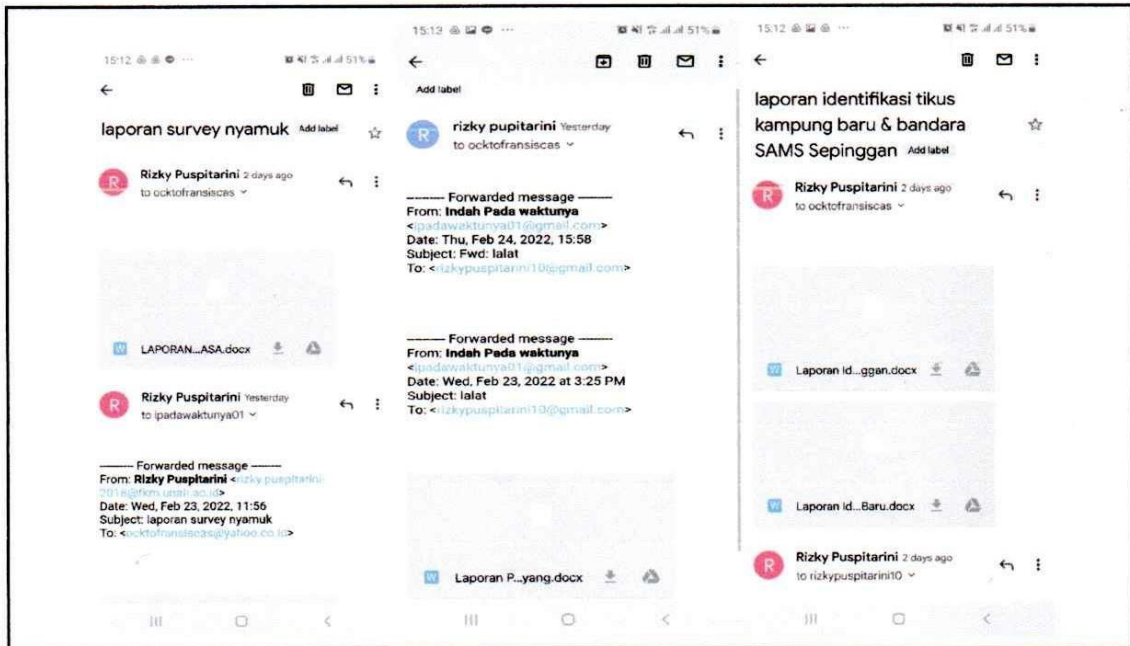 15:12
51%
laporan survey nyamuk Add label
Rizky Puspitarini 2 days ago
to ocktofransiscas
LAPORAN...ASA.docx
Rizky Puspitarini Yesterday
to ipadawaktunya01
---------- Forwarded message ---------
From: Rizky Puspitarini <rizky.puspitarini-
2018@fkm.unair.ac.id>
Date: Wed, Feb 23, 2022, 11:56
Subject: laporan survey nyamuk
To: <ocktofransiscas@yahoo.co.id>
15:13
51%
Add label
rizky pupitarini Yesterday
to ocktofransiscas
---------- Forwarded message ---------
From: Indah Pada waktunya
<ipadawaktunya01@gmail.com>
Date: Thu, Feb 24, 2022, 15:58
Subject: Fwd: lalat
To: <rizkypuspitarini10@gmail.com>
---------- Forwarded message ---------
From: Indah Pada waktunya
<ipadawaktunya01@gmail.com>
Date: Wed, Feb 23, 2022 at 3:25 PM
Subject: lalat
To: <rizkypuspitarini10@gmail.com>
Laporan P...yang.docx
15:12
51%
laporan identifikasi tikus
kampung baru & bandara
SAMS Sepinggan Add label
Rizky Puspitarini 2 days ago
to ocktofransiscas
Laporan Id...ggan.docx
Laporan Id...Baru.docx
Rizky Puspitarini 2 days ago
to rizkypuspitarini10